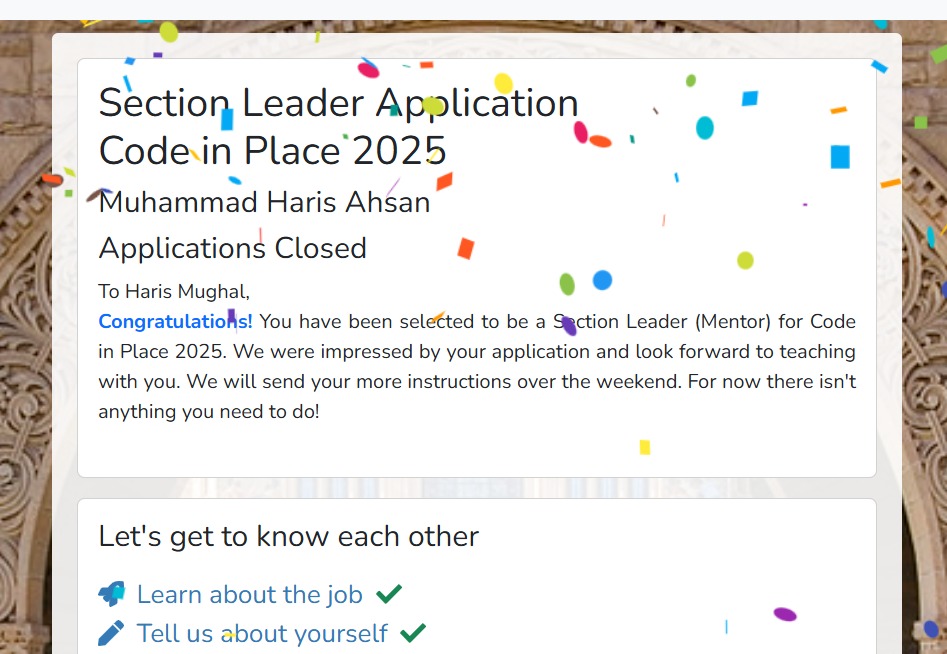 Section Leader Application
Code in Place 2025
Muhammad Haris Ahsan
Applications Closed
To Haris Mughal,
Congratulations! You have been selected to be a Section Leader (Mentor) for Code
in Place 2025. We were impressed by your application and look forward to teaching
with you. We will send your more instructions over the weekend. For now there isn't
anything you need to do!
Let's get to know each other
Learn about the job
Tell us about yourself